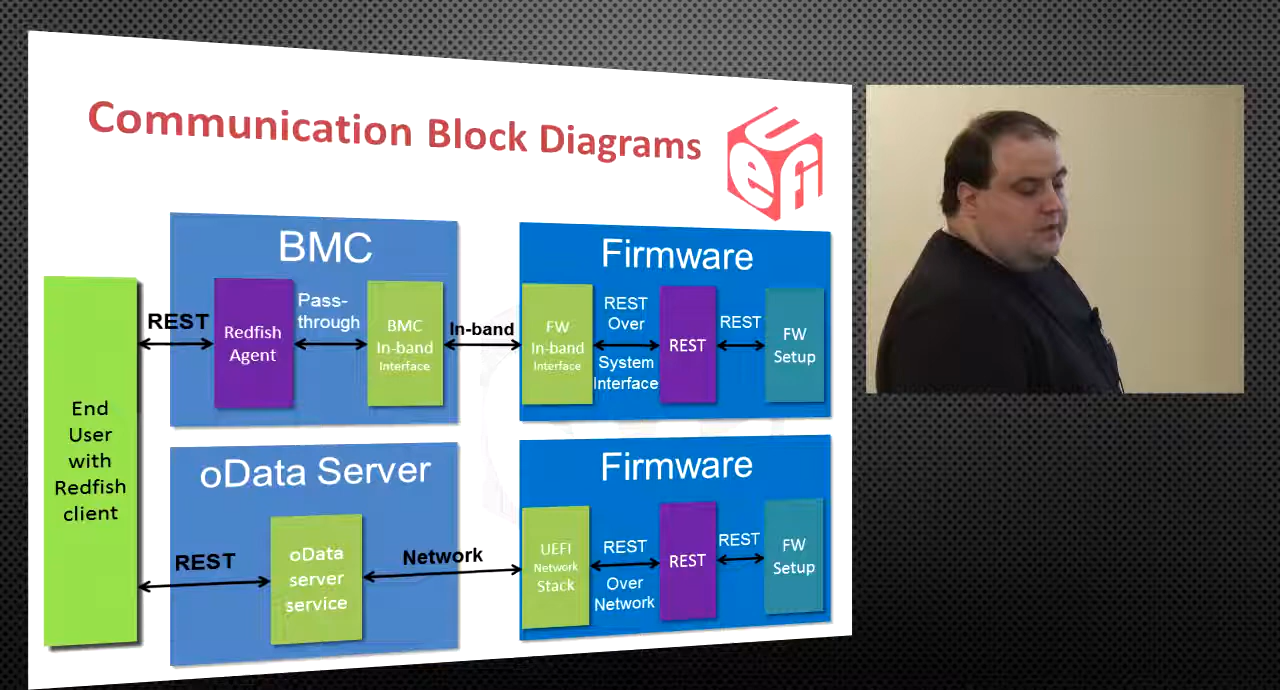 Communication Block Diagrams
UEFI
BMC
Firmware
REST
Redfish
Agent
Pass-
through
BMC
In-band
Interface
In-band
FW
In-band
Interface
REST
Over
System
Interface
REST
REST
FW
Setup
End
User
with
Redfish
client
oData Server
Firmware
REST
oData
server
service
Network
UEFI
Network
Stack
REST
Over
Network
REST
REST
FW
Setup